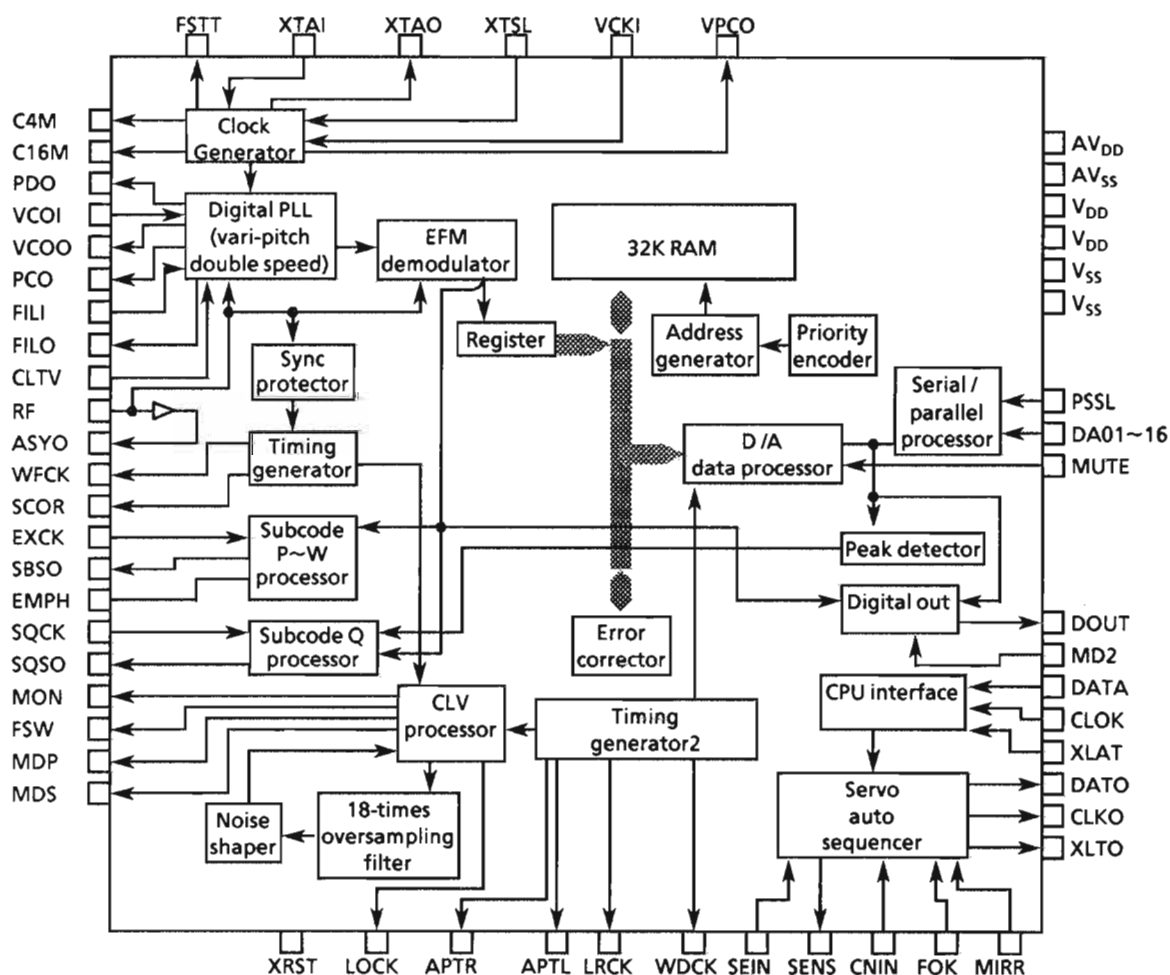 FSTT XTAI XTAO XTSL VCKI VPCO
C4M
C16M
PDO
VCOI
VCOO
PCO
FILI
FILO
CLTV
RF
ASYO
WFCK
SCOR
EXCK
SBSO
EMPH
SQCK
SQSO
MON
FSW
MDP
MDS
Clock
Generator
Digital PLL
(vari-pitch
double speed)
EFM
demodulator
Register
Sync
protector
Timing
generator
Subcode
P~W
processor
Subcode Q
processor
CLV
processor
18-times
oversampling
filter
Noise
shaper
32K RAM
Address
generator
Priority
encoder
D/A
data processor
Serial /
parallel
processor
Peak detector
Digital out
Error
corrector
Timing
generator2
CPU interface
Servo
auto
sequencer
AVDD
AVSS
VDD
VDD
VSS
VSS
PSSL
DA01~16
MUTE
DOUT
MD2
DATA
CLOK
XLAT
DATO
CLKO
XLTO
XRST LOCK APTR APTL LRCK WDCK SEIN SENS CNIN FOK MIRR